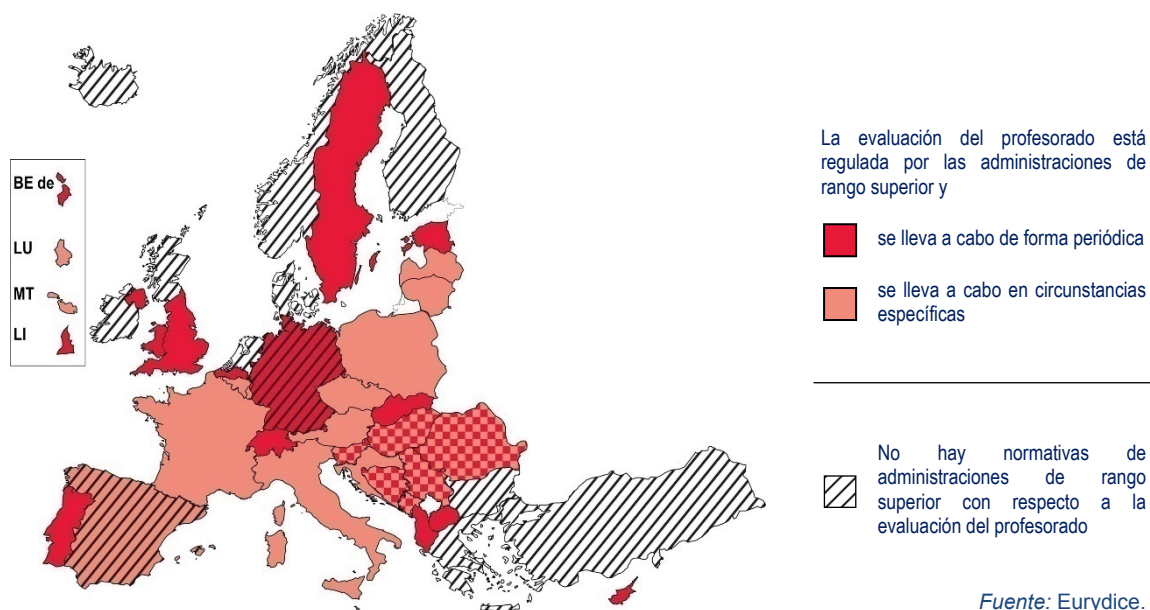 BE de
LU
MT
LI
La evaluación del profesorado está
regulada por las administraciones de
rango superior y
se lleva a cabo de forma periódica
se lleva a cabo en circunstancias
específicas
No hay normativas de
administraciones de rango
superior con respecto a la
evaluación del profesorado
Fuente: Eurydice.